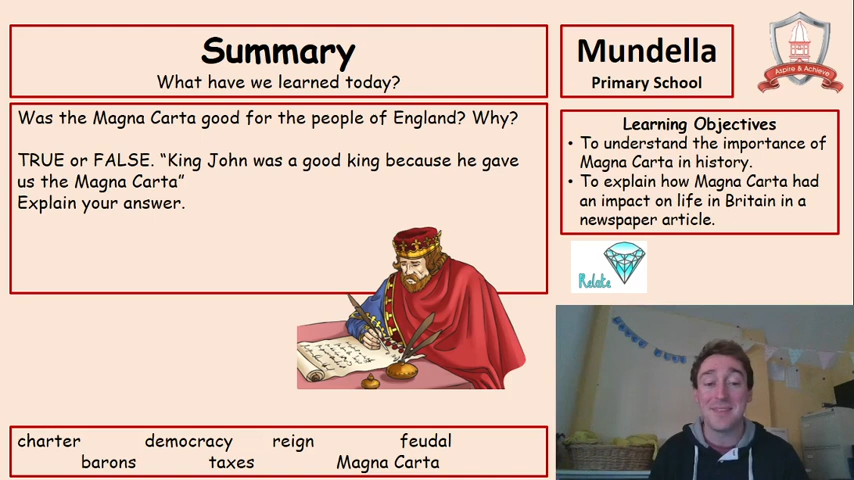 Summary
What have we learned today?
Was the Magna Carta good for the people of England? Why?
TRUE or FALSE. “King John was a good king because he gave
us the Magna Carta”
Explain your answer.
charter democracy reign feudal
barons taxes Magna Carta
Mundella
Primary School
Aspire & Achieve
Learning Objectives
• To understand the importance of
Magna Carta in history.
• To explain how Magna Carta had
an impact on life in Britain in a
newspaper article.
Relate